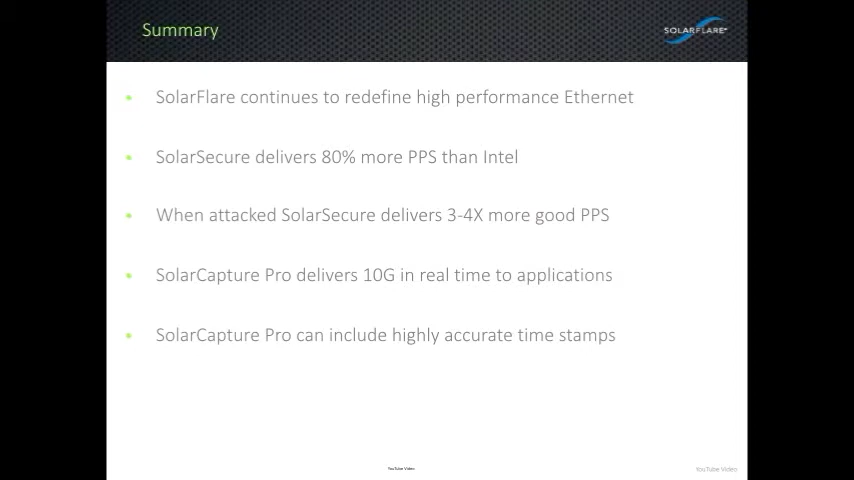 Summary
SOLARFLARE
• SolarFlare continues to redefine high performance Ethernet
• SolarSecure delivers 80% more PPS than Intel
• When attacked SolarSecure delivers 3-4X more good PPS
• SolarCapture Pro delivers 10G in real time to applications
• SolarCapture Pro can include highly accurate time stamps
YouTube Video
YouTube Video